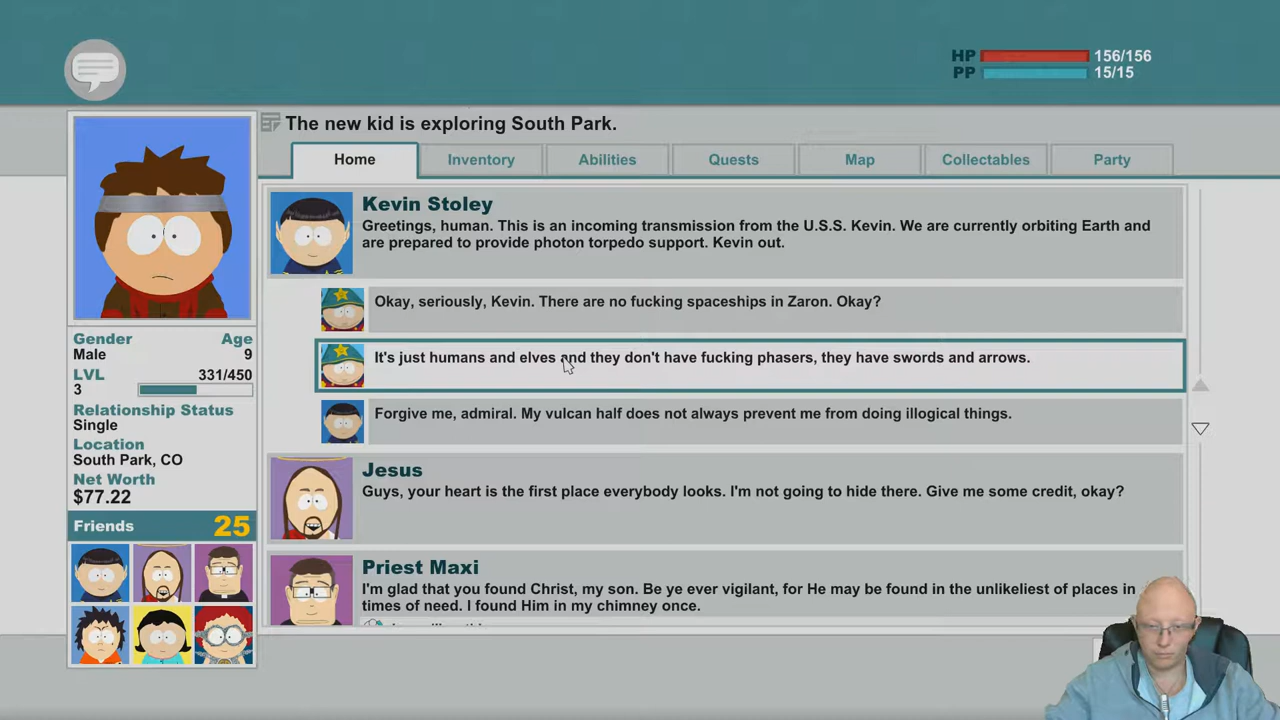 HP 156/156
PP 15/15
The new kid is exploring South Park.
Home Inventory Abilities Quests Map Collectables Party
Kevin Stoley
Greetings, human. This is an incoming transmission from the U.S.S. Kevin. We are currently orbiting Earth and
are prepared to provide photon torpedo support. Kevin out.
Okay, seriously, Kevin. There are no fucking spaceships in Zaron. Okay?
It's just humans and elves and they don't have fucking phasers, they have swords and arrows.
Forgive me, admiral. My vulcan half does not always prevent me from doing illogical things.
Jesus
Guys, your heart is the first place everybody looks. I'm not going to hide there. Give me some credit, okay?
Priest Maxi
I'm glad that you found Christ, my son. Be ye ever vigilant, for He may be found in the unlikeliest of places in
times of need. I found Him in my chimney once.
Gender Age
Male 9
LVL 331/450
3
Relationship Status
Single
Location
South Park, CO
Net Worth
$77.22
Friends 25